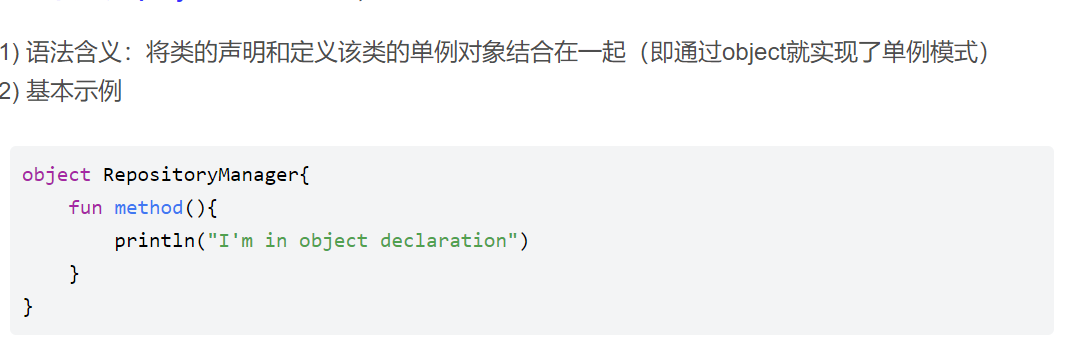 1) 语法含义：将类的声明和定义该类的单例对象结合在一起（即通过object就实现了单例模式）
2) 基本示例
object RepositoryManager{
    fun method(){
        println("I'm in object declaration")
    }
}